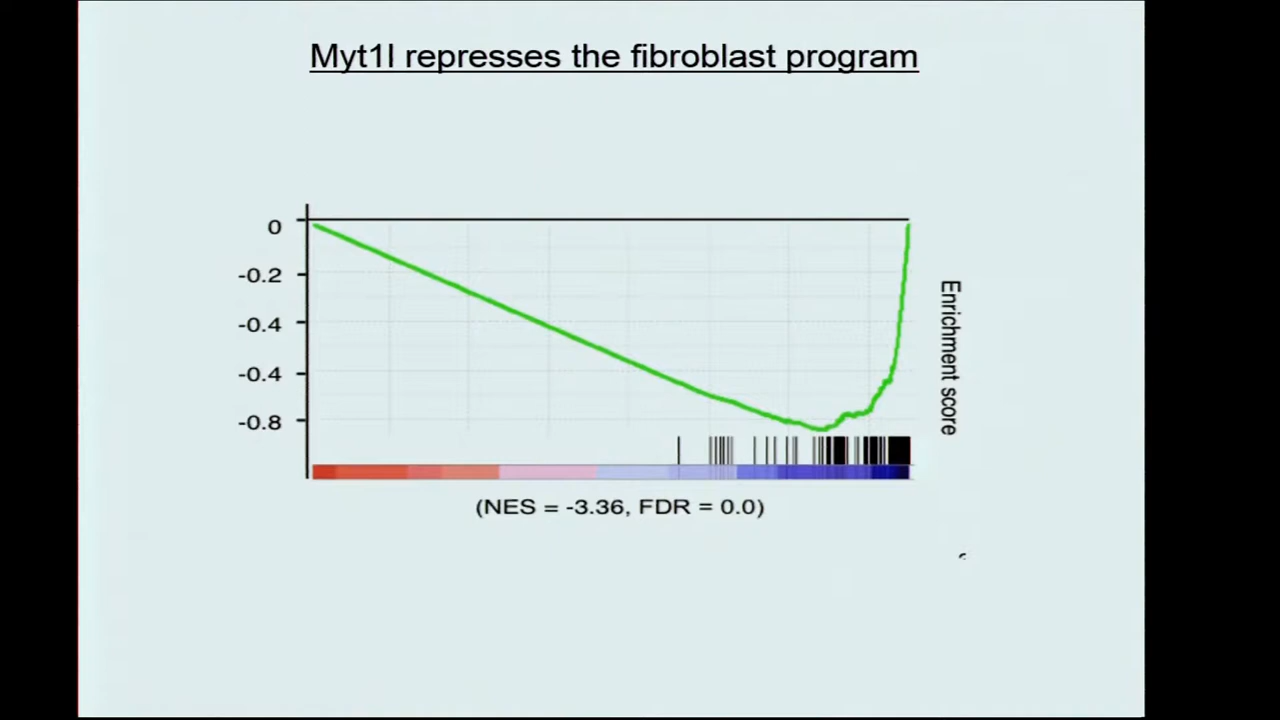 Myt1l represses the fibroblast program
0
-0.2
-0.4
-0.4
-0.8
Enrichment score
(NES = -3.36, FDR = 0.0)